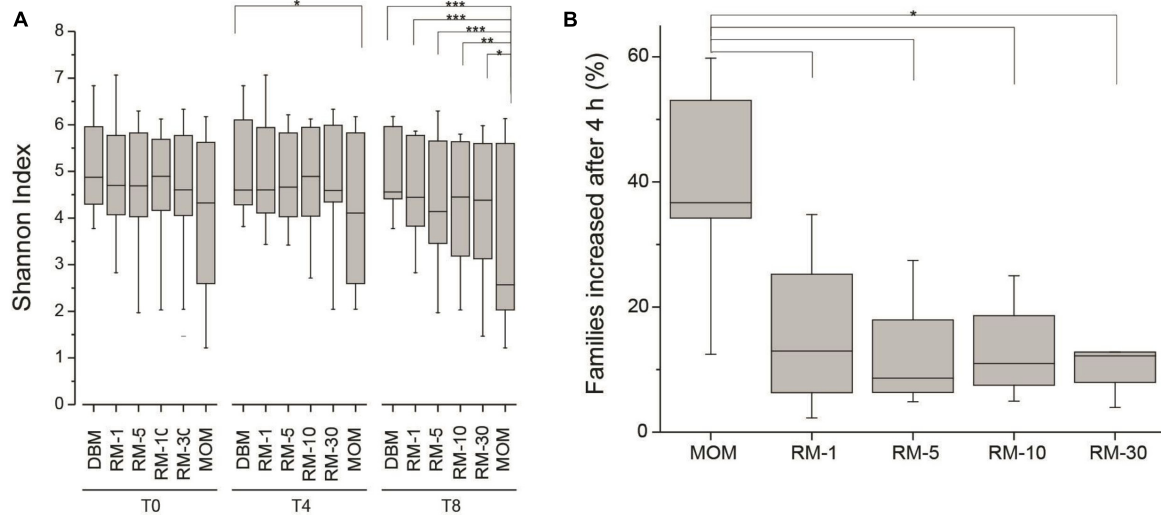 A
B
*
***
***
***
**
*
*
Shannon Index
8
7
6
5
4
3
2
1
0
DBM RM-1 RM-5 RM-1C RM-3C MOM DBM RM-1 RM-5 RM-10 RM-30 MOM DBM RM-1 RM-5 RM-10 RM-30 MOM
T0 T4 T8
Families increased after 4 h (%)
60
40
20
0
MOM RM-1 RM-5 RM-10 RM-30